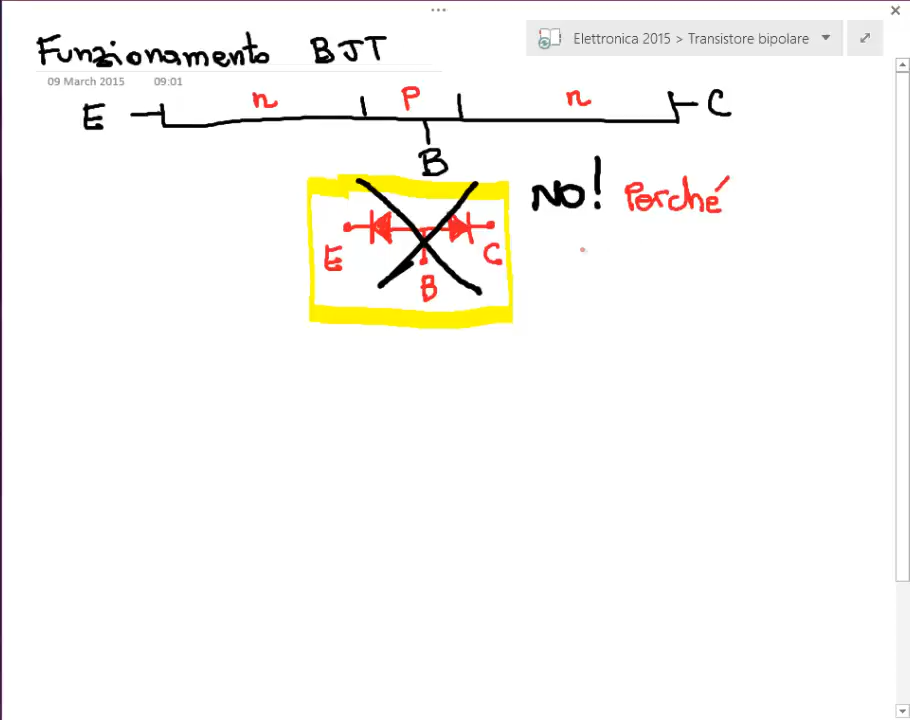 Elettronica 2015 > Transistore bipolare
Funzionamento BJT
09 March 2015 09:01
E n P n C
B
NO! Perché
E B C